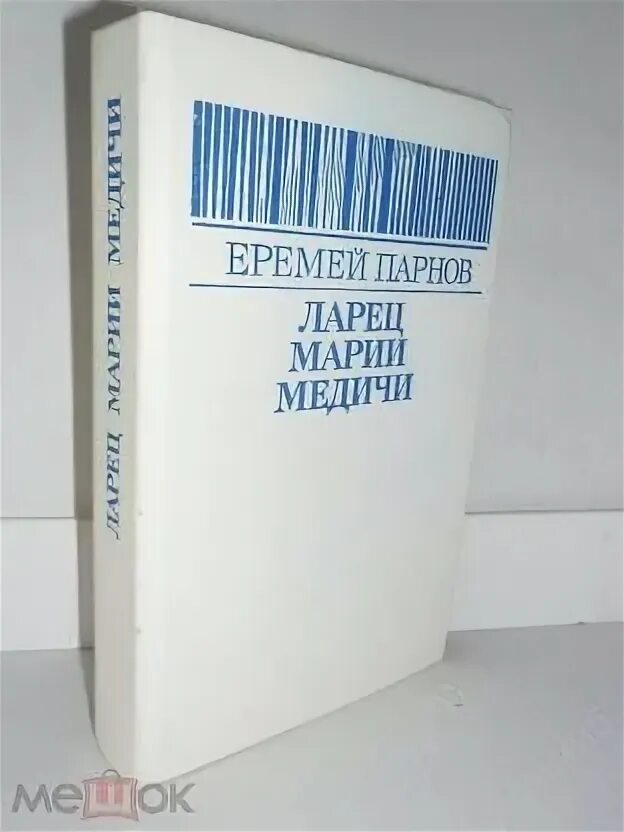 ЛАРЕЦ МАРИИ МЕДИЧИ
ЕРЕМЕЙ ПАРНОВ
ЛАРЕЦ
МАРИИ
МЕДИЧИ
мешок